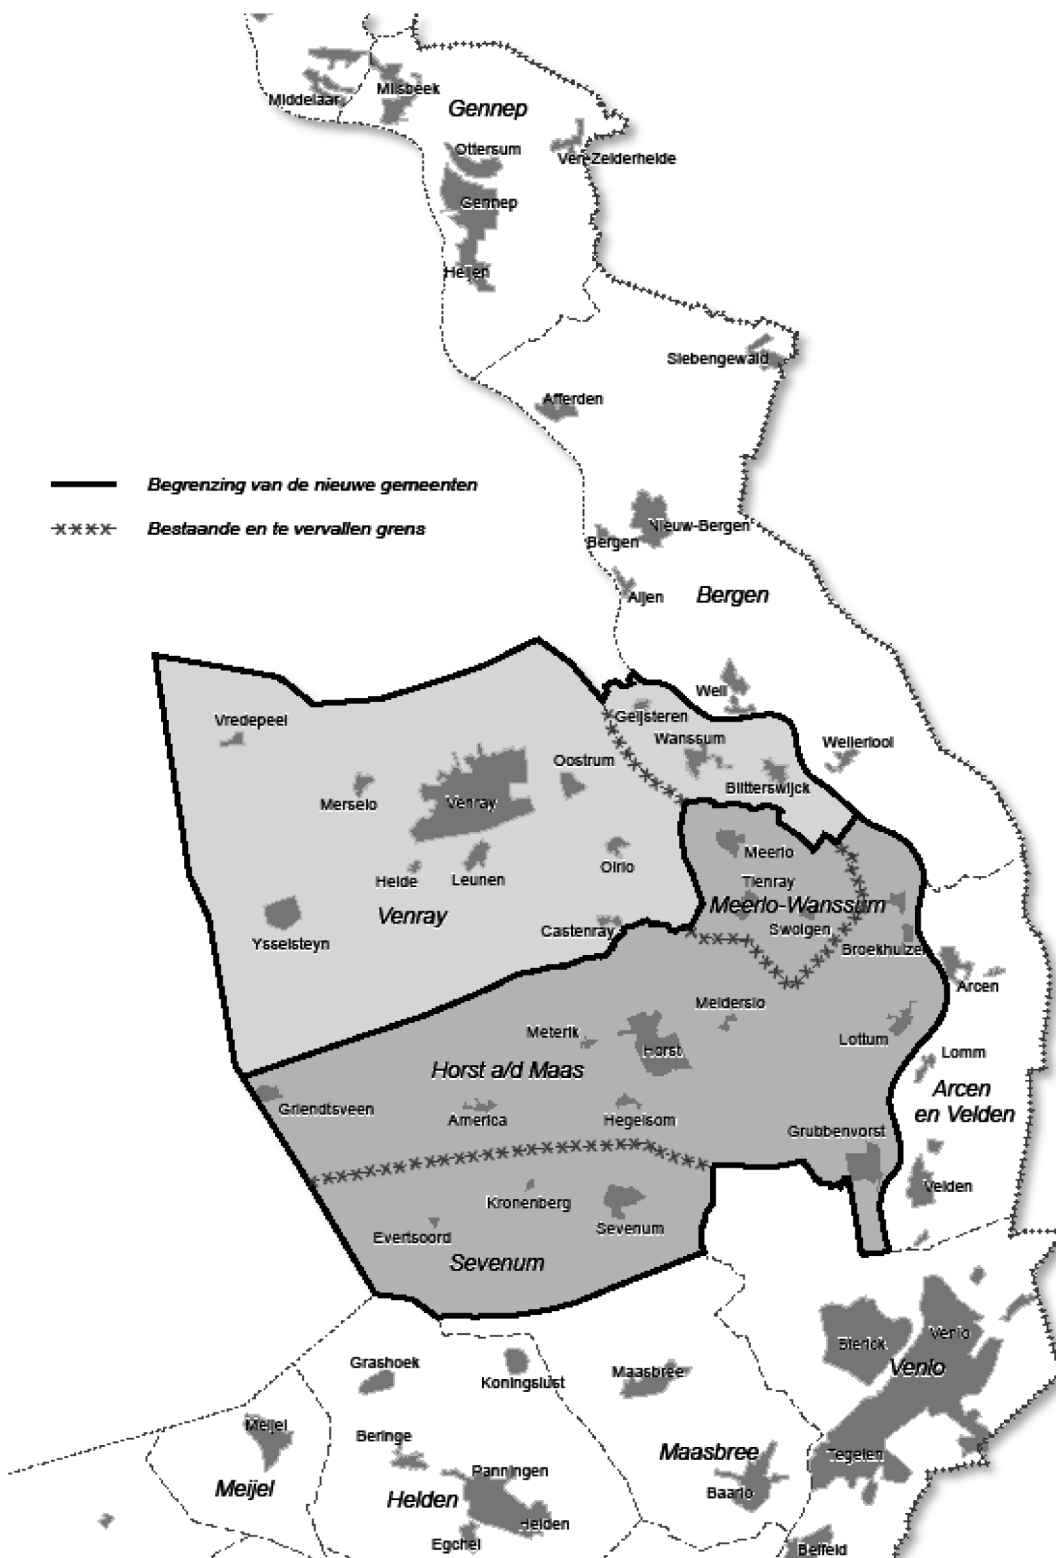 Middelaar
Milsbeek
Gennep
Ottersum
Ven-Zelderheide
Gennep
Heijen
Siebengewald
Afferden
Begrenzing van de nieuwe gemeenten
Bestaande en te vervallen grens
Nieuw-Bergen
Bergen
Aijen
Bergen
Well
Geijsteren
Vredepeel
Wanssum
Wellerlooi
Oostrum
Blitterswijck
Merselo
Venray
Meerlo
Oirlo
Heide
Leunen
Tienray
Meerlo-Wanssum
Venray
Castenray
Swolgen
Ysselsteyn
Broekhuizen
Arcen
Melderslo
Meterik
Horst
Lottum
Lomm
Horst a/d Maas
Arcen
en Velden
Griendtsveen
America
Hegelsom
Grubbenvorst
Velden
Kronenberg
Sevenum
Evertsoord
Sevenum
Blerick
Venlo
Venlo
Grashoek
Koningslust
Maasbree
Meijel
Beringe
Maasbree
Tegelen
Panningen
Meijel
Helden
Baarlo
Helden
Egchel
Belfeld